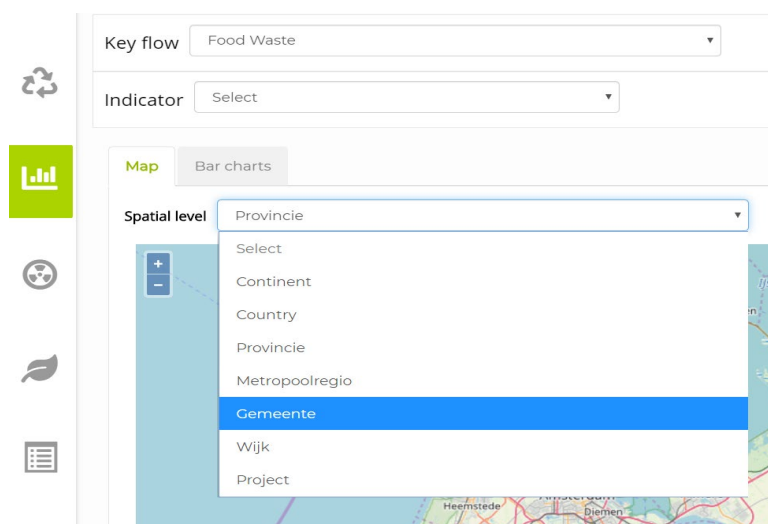 Key flow Food Waste
Indicator Select
Map Bar charts
Spatial level Provincie
Select
+
Continent
−
Country
Provincie
Metropoolregio
Gemeente
Wijk
Project
Amsterdam
Heemstede Diemen